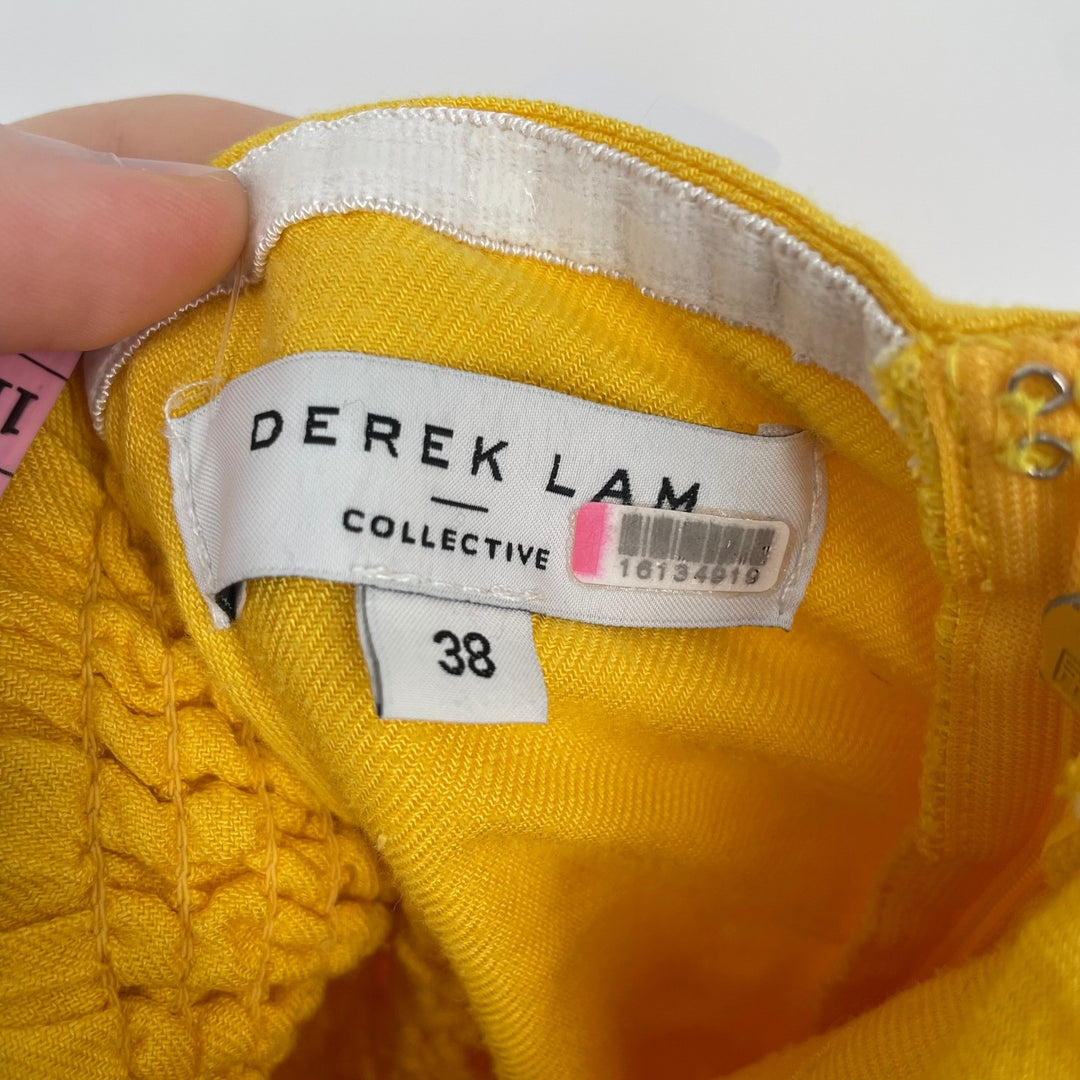 DEREK LAM
COLLECTIVE
16134919
38